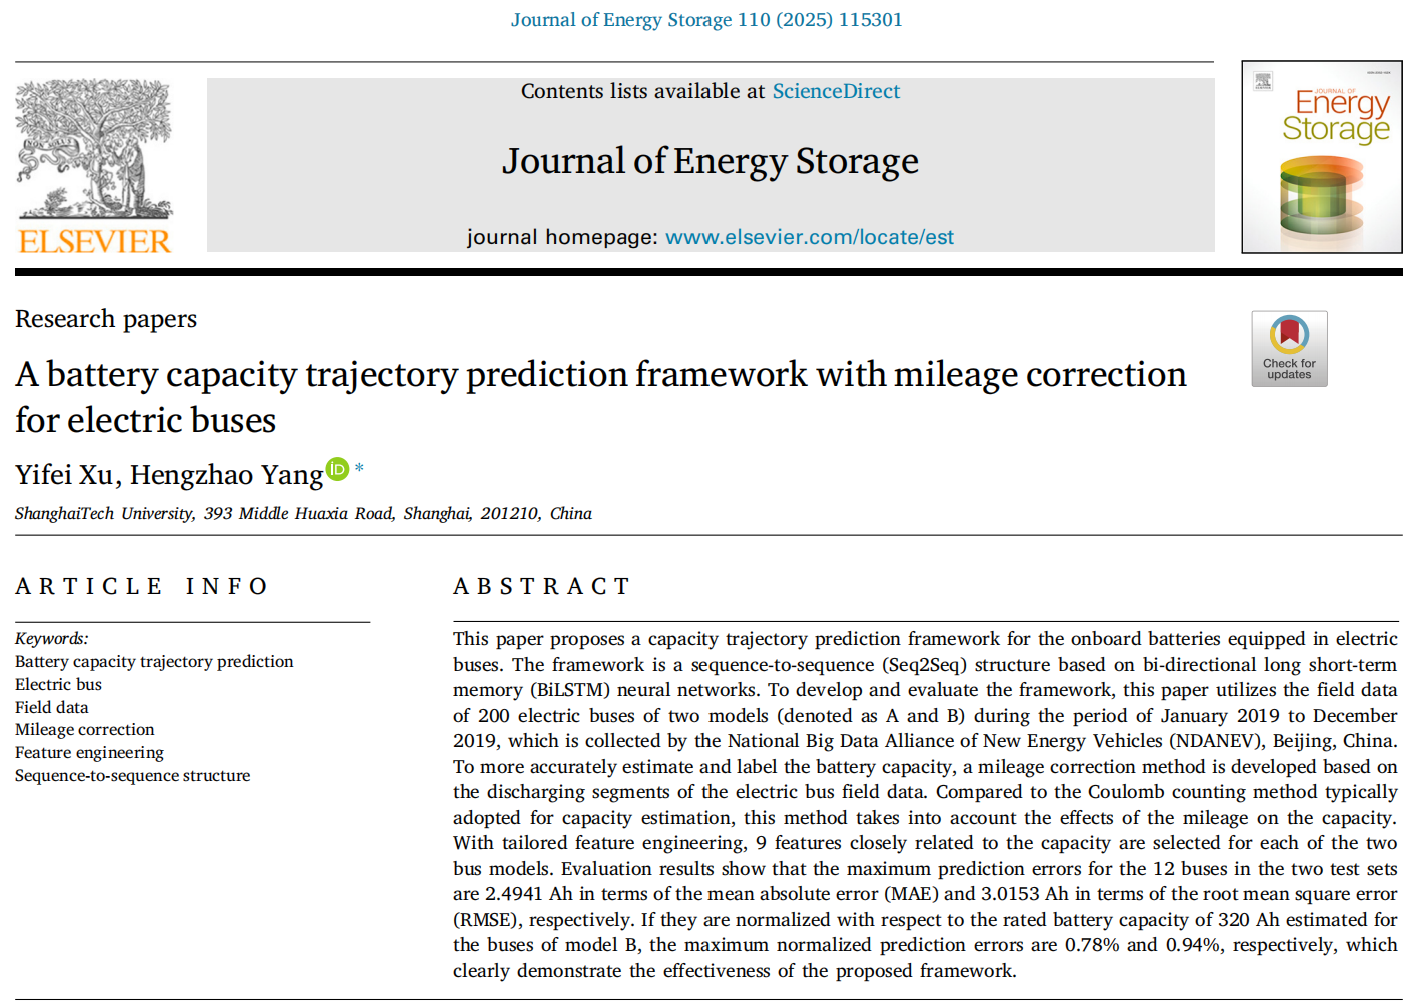 Journal of Energy Storage 110 (2025) 115301
ELSEVIER
Contents lists available at ScienceDirect
Journal of Energy Storage
journal homepage: www.elsevier.com/locate/est
JOURNAL OF
Energy
Storage
Research papers
Check for
updates
A battery capacity trajectory prediction framework with mileage correction
for electric buses
Yifei Xu, Hengzhao Yang iD *
ShanghaiTech University, 393 Middle Huaxia Road, Shanghai, 201210, China
ARTICLE INFO
Keywords:
Battery capacity trajectory prediction
Electric bus
Field data
Mileage correction
Feature engineering
Sequence-to-sequence structure
ABSTRACT
This paper proposes a capacity trajectory prediction framework for the onboard batteries equipped in electric
buses. The framework is a sequence-to-sequence (Seq2Seq) structure based on bi-directional long short-term
memory (BiLSTM) neural networks. To develop and evaluate the framework, this paper utilizes the field data
of 200 electric buses of two models (denoted as A and B) during the period of January 2019 to December
2019, which is collected by the National Big Data Alliance of New Energy Vehicles (NDANEV), Beijing, China.
To more accurately estimate and label the battery capacity, a mileage correction method is developed based on
the discharging segments of the electric bus field data. Compared to the Coulomb counting method typically
adopted for capacity estimation, this method takes into account the effects of the mileage on the capacity.
With tailored feature engineering, 9 features closely related to the capacity are selected for each of the two
bus models. Evaluation results show that the maximum prediction errors for the 12 buses in the two test sets
are 2.4941 Ah in terms of the mean absolute error (MAE) and 3.0153 Ah in terms of the root mean square error
(RMSE), respectively. If they are normalized with respect to the rated battery capacity of 320 Ah estimated for
the buses of model B, the maximum normalized prediction errors are 0.78% and 0.94%, respectively, which
clearly demonstrate the effectiveness of the proposed framework.